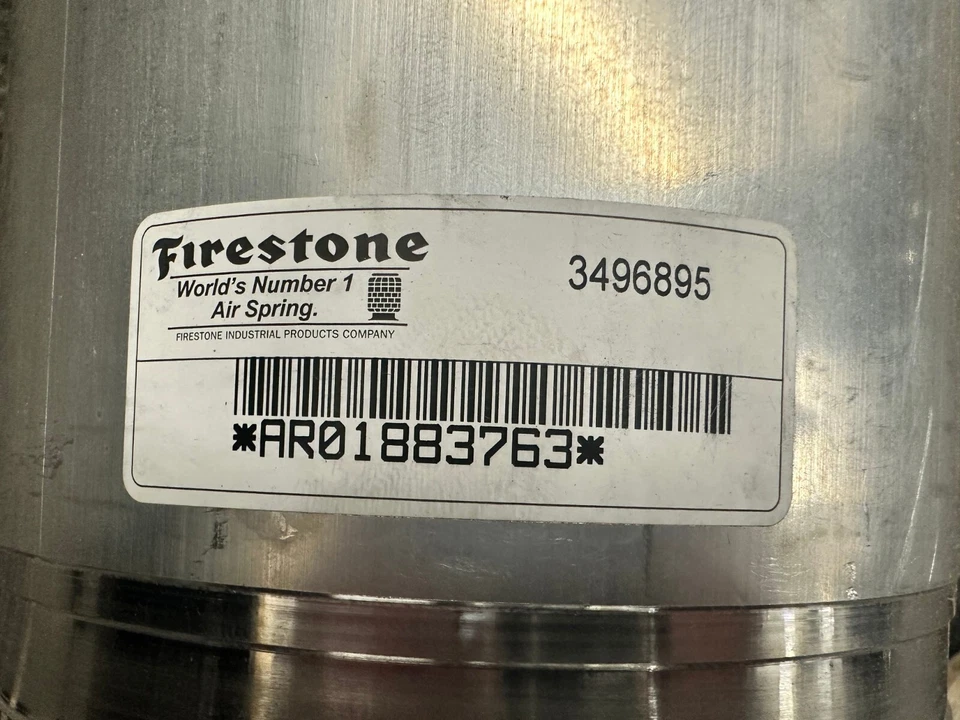 Firestone
World's Number 1
Air Spring.
FIRESTONE INDUSTRIAL PRODUCTS COMPANY
3496895
*AR01883763*